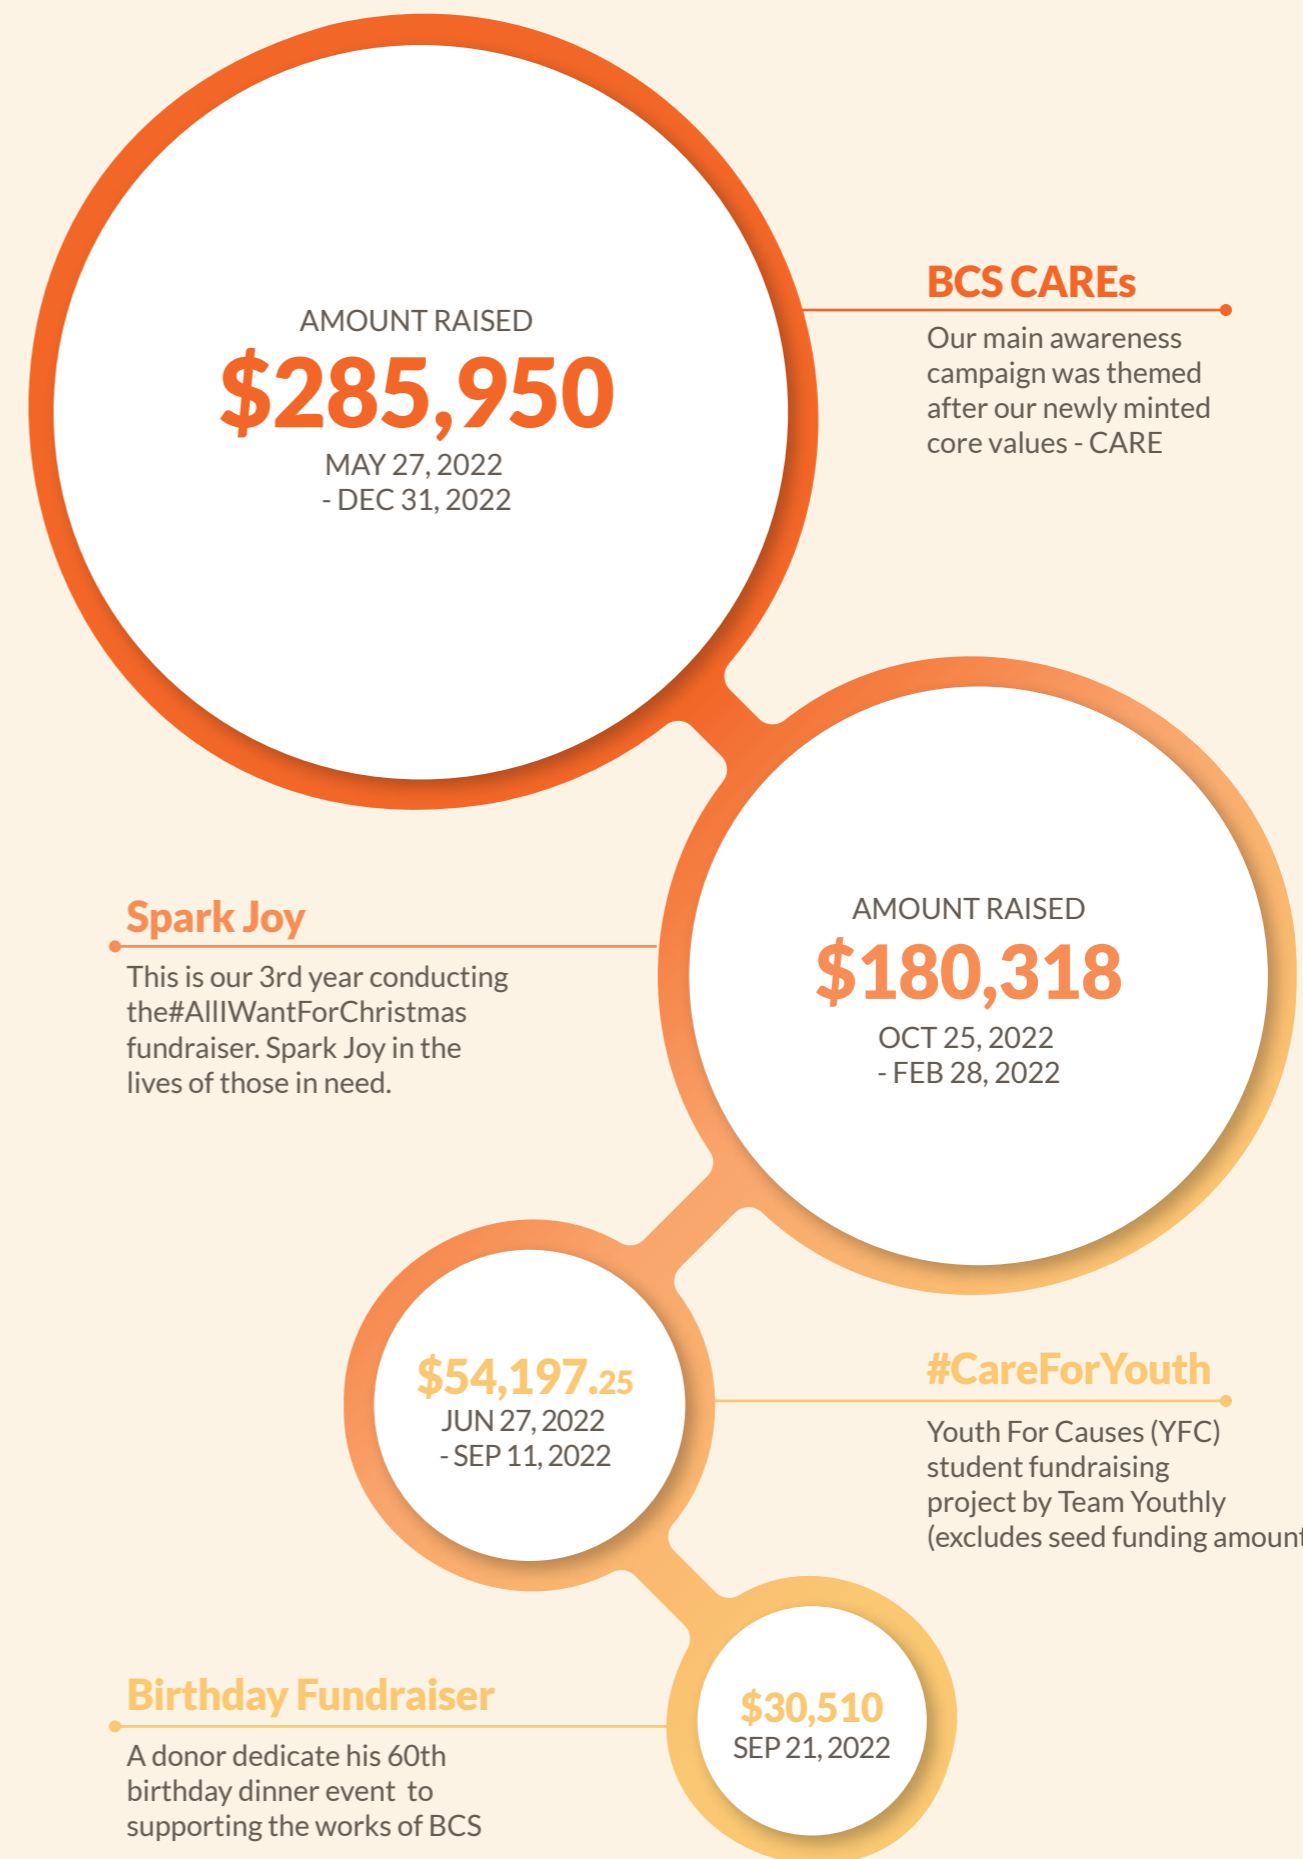 AMOUNT RAISED
$285,950
MAY 27, 2022
- DEC 31, 2022
BCS CAREs
Our main awareness
campaign was themed
after our newly minted
core values - CARE
Spark Joy
This is our 3rd year conducting
the#AllIWantForChristmas
fundraiser. Spark Joy in the
lives of those in need.
AMOUNT RAISED
$180,318
OCT 25, 2022
- FEB 28, 2022
$54,197.25
JUN 27, 2022
- SEP 11, 2022
#CareForYouth
Youth For Causes (YFC)
student fundraising
project by Team Youthly
(excludes seed funding amount
Birthday Fundraiser
A donor dedicate his 60th
birthday dinner event to
supporting the works of BCS
$30,510
SEP 21, 2022